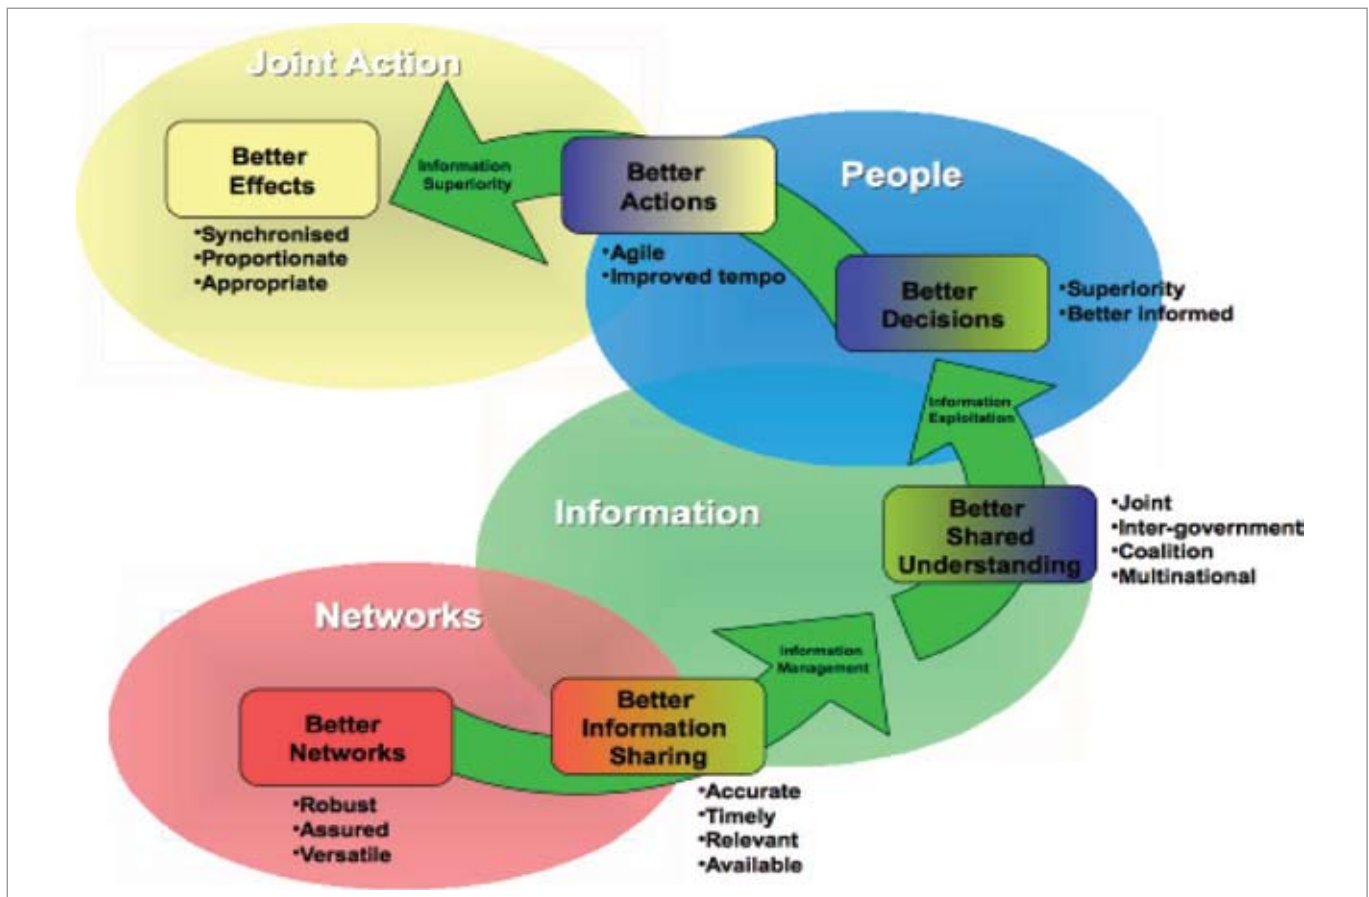 Joint Action
Better
Effects
•Synchronised
•Proportionate
•Appropriate
Information
Superiority
Better
Actions
•Agile
•Improved tempo
People
Better
Decisions
•Superiority
•Better informed
Information
Exploitation
Information
Better
Shared
Understanding
•Joint
•Inter-government
•Coalition
•Multinational
Networks
Information
Management
Better
Networks
•Robust
•Assured
•Versatile
Better
Information
Sharing
•Accurate
•Timely
•Relevant
•Available